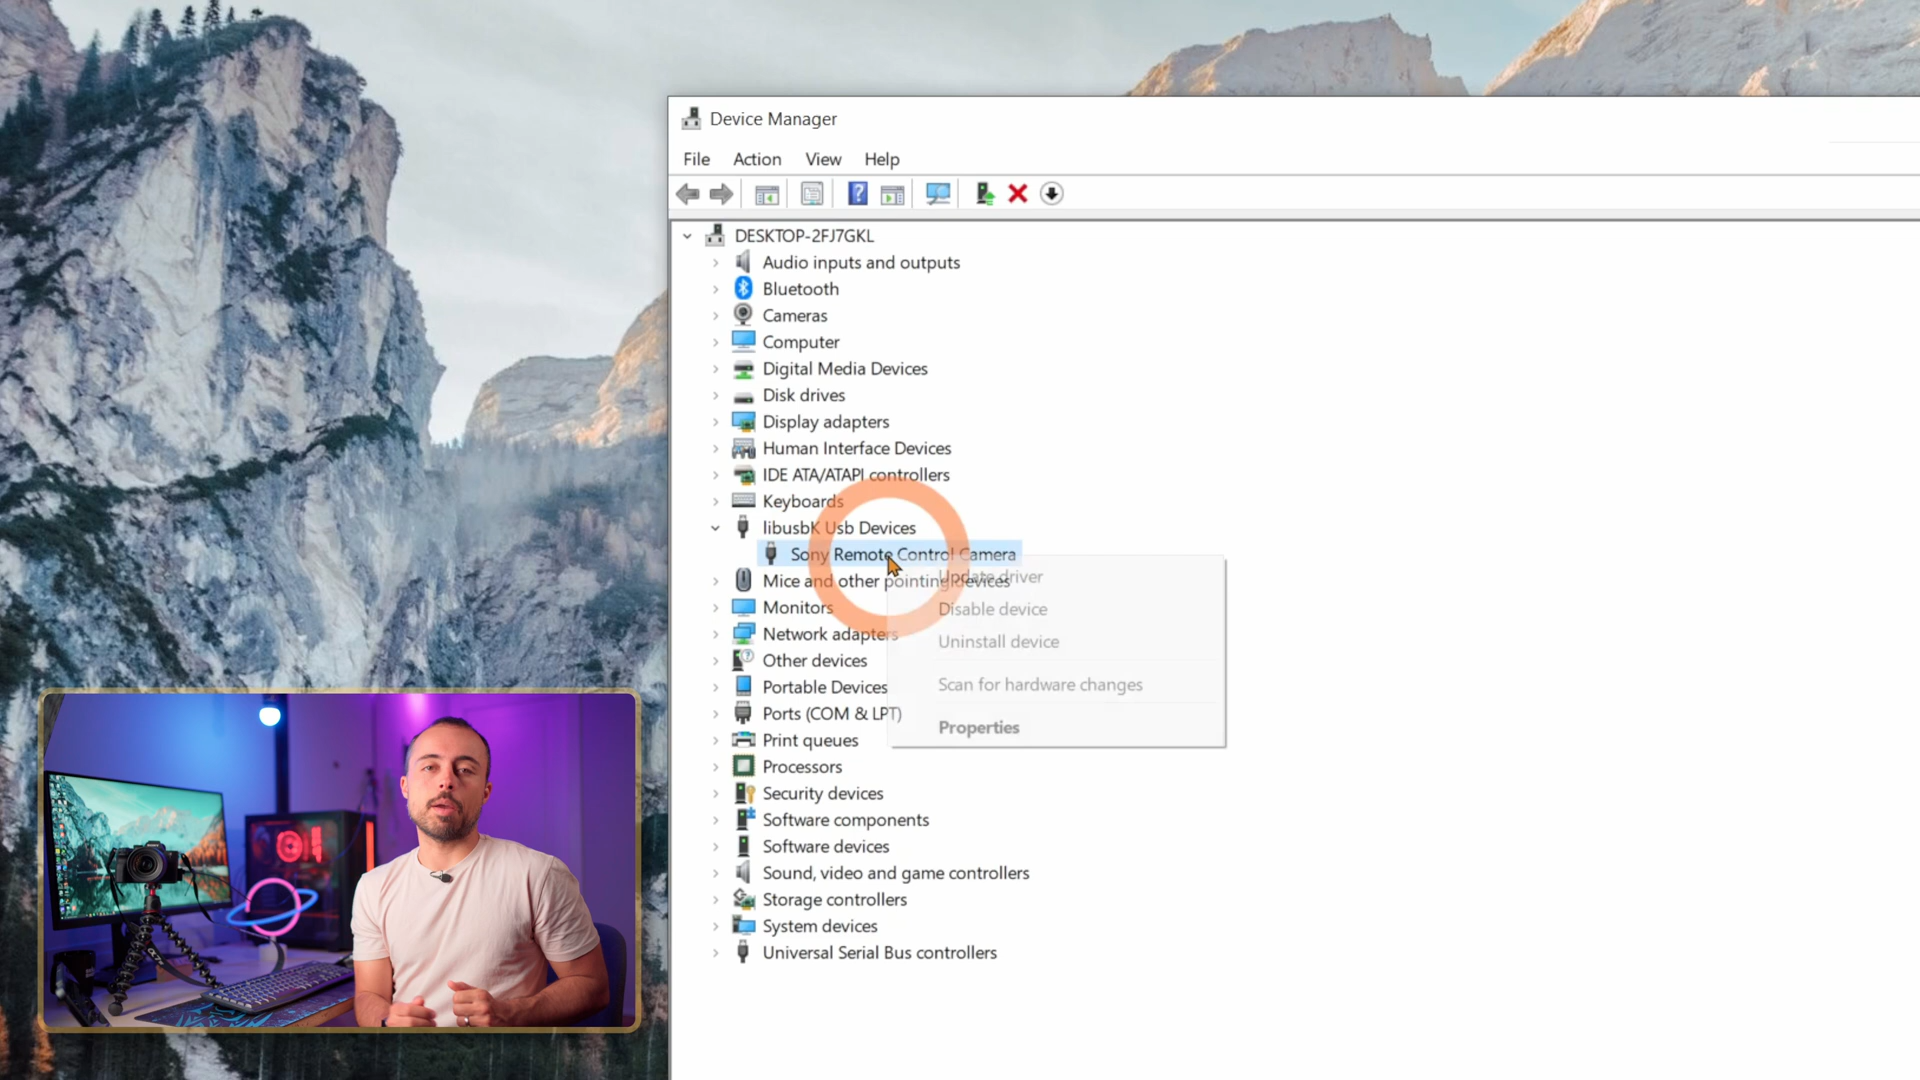 Device Manager
File Action View Help
DESKTOP-2FJ7GKL
Audio inputs and outputs
Bluetooth
Cameras
Computer
Digital Media Devices
Disk drives
Display adapters
Human Interface Devices
IDE ATA/ATAPI controllers
Keyboards
libusbK Usb Devices
Sony Remote Control Camera
Mice and other pointing devices
Monitors
Network adapters
Other devices
Portable Devices
Ports (COM & LPT)
Print queues
Processors
Security devices
Software components
Software devices
Sound, video and game controllers
Storage controllers
System devices
Universal Serial Bus controllers
Update driver
Disable device
Uninstall device
Scan for hardware changes
Properties